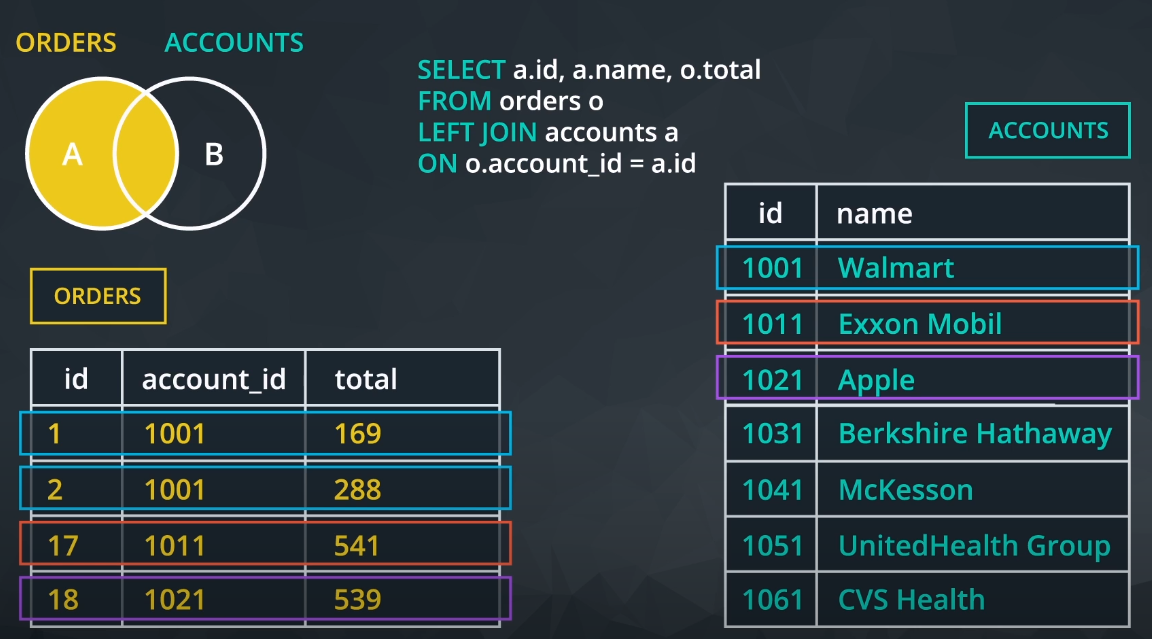 ORDERS ACCOUNTS
A B
SELECT a.id, a.name, o.total
FROM orders o
LEFT JOIN accounts a
ON o.account_id = a.id
ORDERS
id account_id total
1 1001 169
2 1001 288
17 1011 541
18 1021 539
ACCOUNTS
id name
1001 Walmart
1011 Exxon Mobil
1021 Apple
1031 Berkshire Hathaway
1041 McKesson
1051 UnitedHealth Group
1061 CVS Health